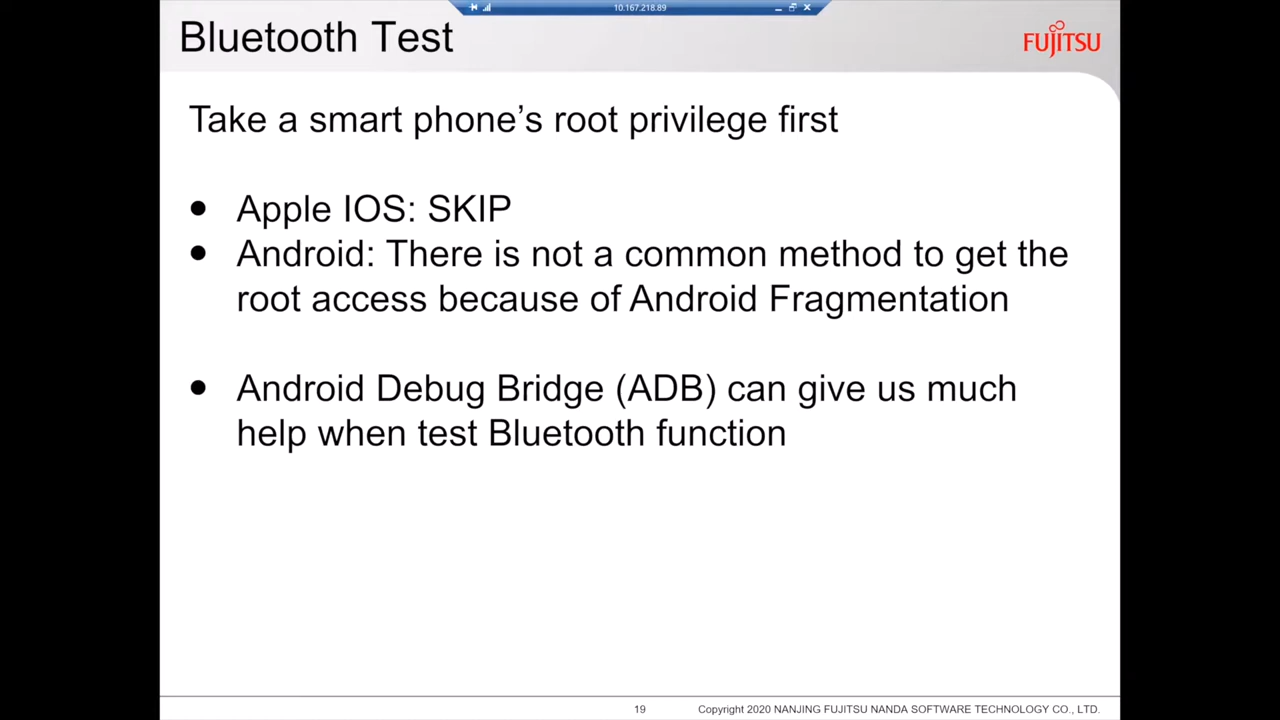 10.167.218.89
Bluetooth Test
FUJITSU
Take a smart phone’s root privilege first
● Apple IOS: SKIP
● Android: There is not a common method to get the
root access because of Android Fragmentation
● Android Debug Bridge (ADB) can give us much
help when test Bluetooth function
19
Copyright 2020 NANJING FUJITSU NANDA SOFTWARE TECHNOLOGY CO., LTD.